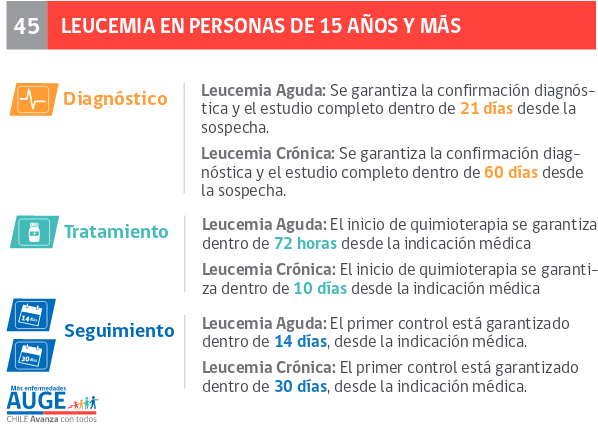 45 LEUCEMIA EN PERSONAS DE 15 AÑOS Y MÁS
Diagnóstico
Leucemia Aguda: Se garantiza la confirmación diagnós-
tica y el estudio completo dentro de 21 días desde la
sospecha.
Leucemia Crónica: Se garantiza la confirmación diag-
nóstica y el estudio completo dentro de 60 días desde
la sospecha.
Tratamiento
Leucemia Aguda: El inicio de quimioterapia se garantiza
dentro de 72 horas desde la indicación médica
Leucemia Crónica: El inicio de quimioterapia se garanti-
za dentro de 10 días desde la indicación médica
14 días
30 días
Seguimiento
Leucemia Aguda: El primer control está garantizado
dentro de 14 días, desde la indicación médica.
Leucemia Crónica: El primer control está garantizado
dentro de 30 días, desde la indicación médica.
Más enfermedades
AUGE
CHILE Avanza con todos